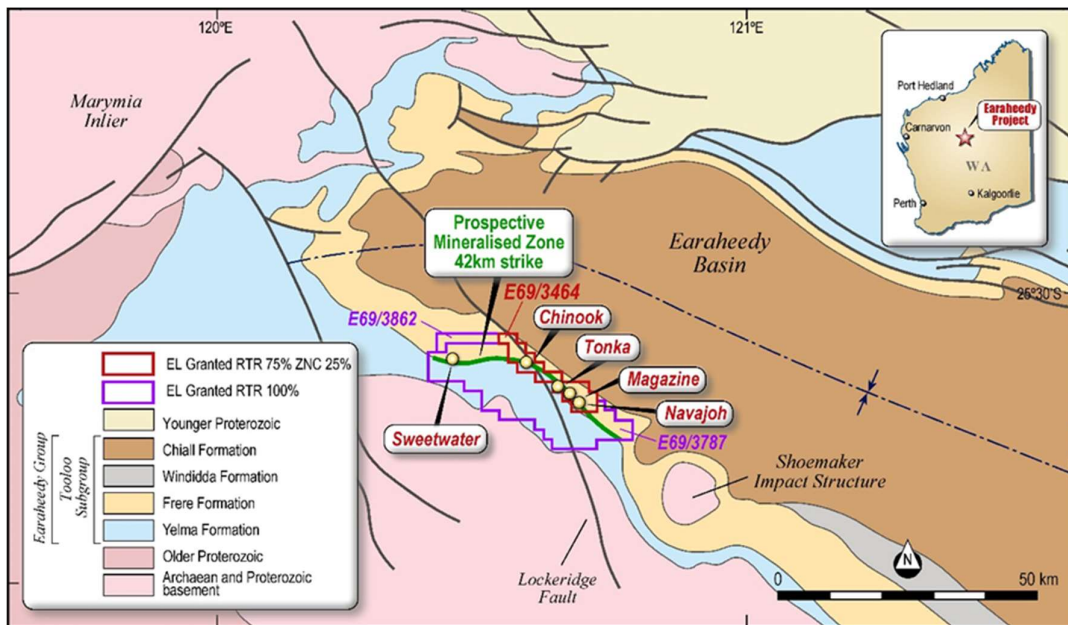 120°E
121°E
Marymia
Inlier
Port Hedland
Carnarvon
Earaheedy
Project
WA
Kalgoorlie
Perth
Prospective
Mineralised Zone
42km strike
Earaheedy
Basin
25°30' S
E69/3862
E69/3464
Chinook
Tonka
Magazine
Navajoh
Sweetwater
E69/3787
Shoemaker
Impact Structure
Lockeridge
Fault
EL Granted RTR 75% ZNC 25%
EL Granted RTR 100%
Younger Proterozoic
Earaheedy Group
Tooloo
Subgroup
Chiall Formation
Windidda Formation
Frere Formation
Yelma Formation
Older Proterozoic
Archaean and Proterozoic
basement
N
0
50 km